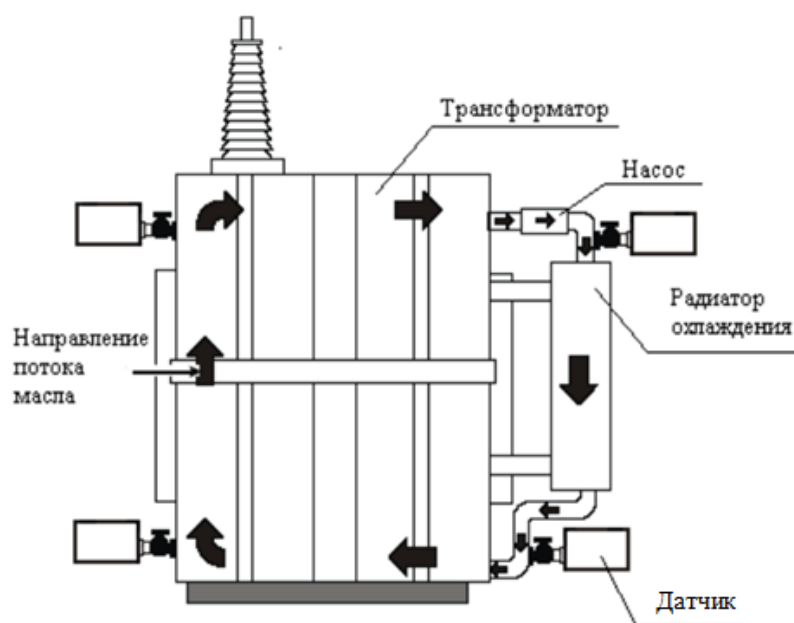 Трансформатор
Насос
Радиатор
охлаждения
Направление
потока
масла
Датчик